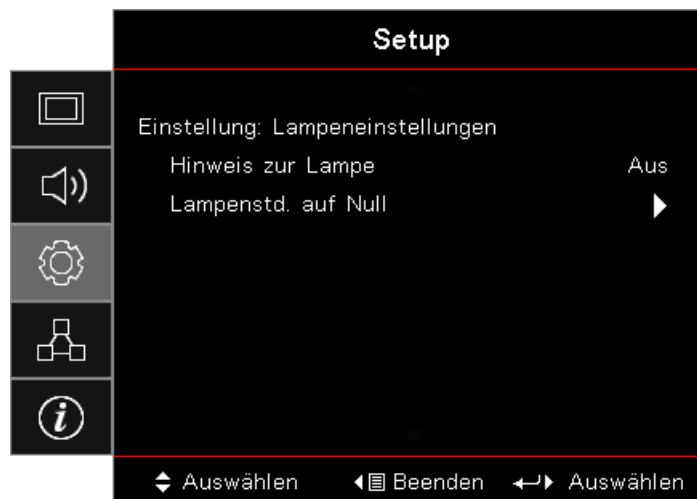 Setup
Einstellung: Lampeneinstellungen
Hinweis zur Lampe Aus
Lampenstd. auf Null
Auswählen Beenden Auswählen